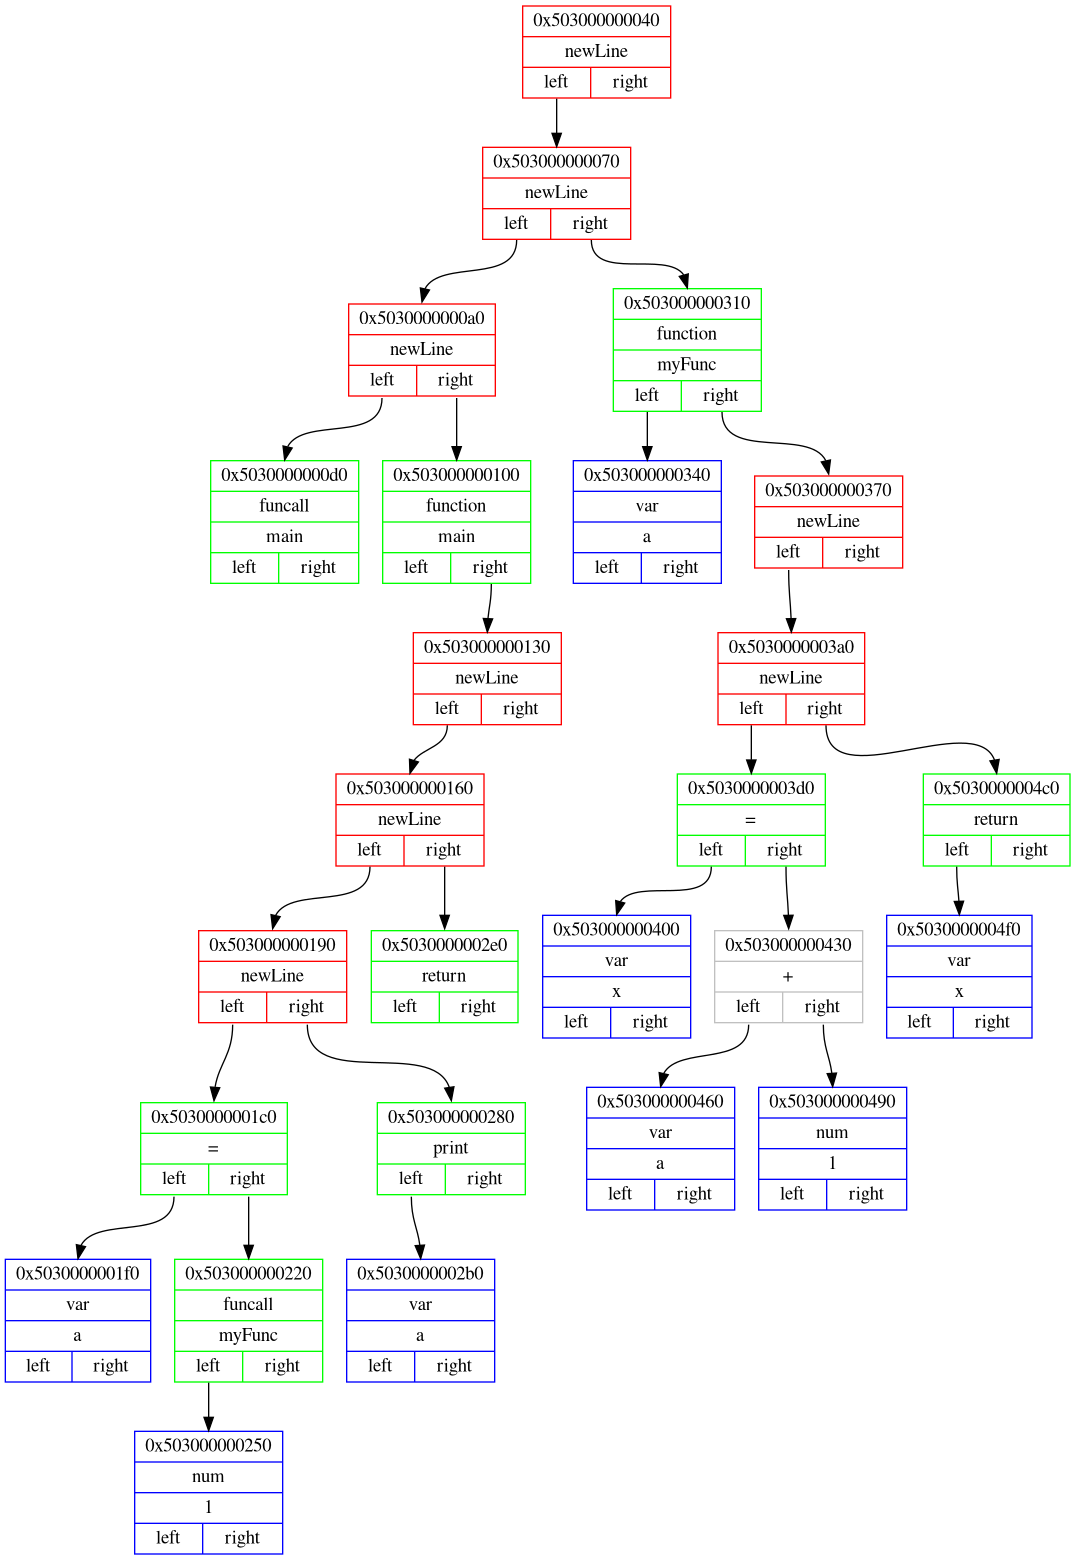 0x503000000040
newLine
left right
0x503000000070
newLine
left right
0x5030000000a0
newLine
left right
0x503000000310
function
myFunc
left right
0x5030000000d0
funcall
main
left right
0x503000000100
function
main
left right
0x503000000340
var
a
left right
0x503000000370
newLine
left right
0x503000000130
newLine
left right
0x5030000003a0
newLine
left right
0x503000000160
newLine
left right
0x5030000003d0
=
left right
0x5030000004c0
return
left right
0x503000000190
newLine
left right
0x5030000002e0
return
left right
0x503000000400
var
x
left right
0x503000000430
+
left right
0x5030000004f0
var
x
left right
0x5030000001c0
=
left right
0x503000000280
print
left right
0x503000000460
var
a
left right
0x503000000490
num
1
left right
0x5030000001f0
var
a
left right
0x503000000220
funcall
myFunc
left right
0x5030000002b0
var
a
left right
0x503000000250
num
1
left right